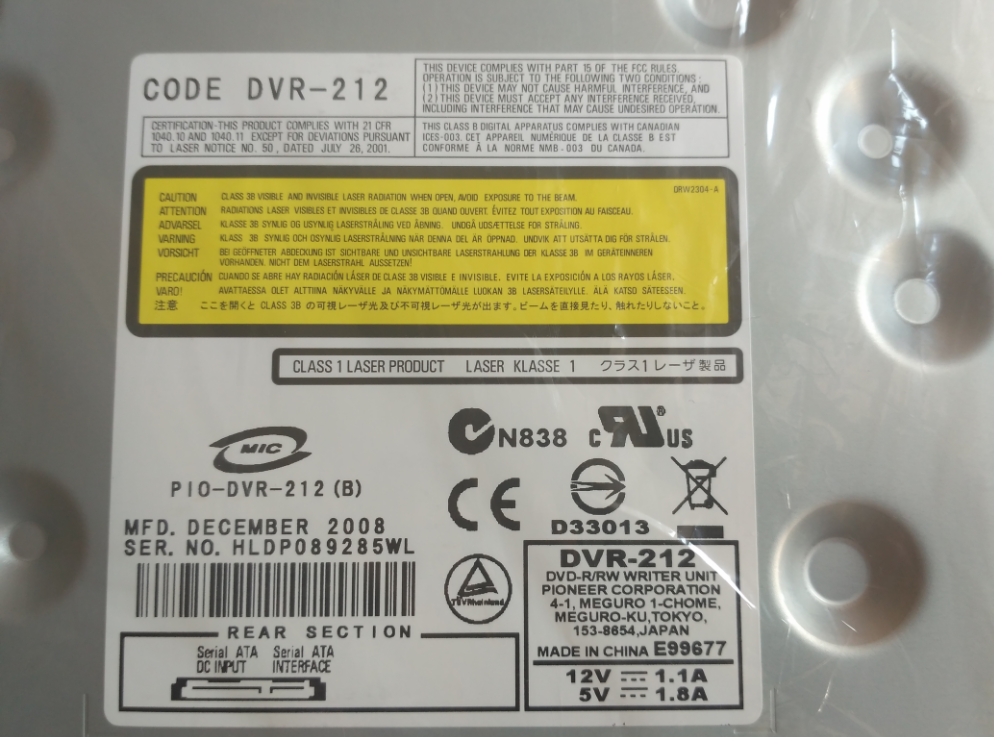 CODE DVR-212
THIS DEVICE COMPLIES WITH PART 15 OF THE FCC RULES.
OPERATION IS SUBJECT TO THE FOLLOWING TWO CONDITIONS :
(1) THIS DEVICE MAY NOT CAUSE HARMFUL INTERFERENCE, AND
(2) THIS DEVICE MUST ACCEPT ANY INTERFERENCE RECEIVED,
INCLUDING INTERFERENCE THAT MAY CAUSE UNDESIRED OPERATION.
CERTIFICATION-THIS PRODUCT COMPLIES WITH 21 CFR
1040.10 AND 1040.11 EXCEPT FOR DEVIATIONS PURSUANT
TO LASER NOTICE NO. 50, DATED JULY 26, 2001.
THIS CLASS B DIGITAL APPARATUS COMPLIES WITH CANADIAN
ICES-003. CET APPAREIL NUMÉRIQUE DE LA CLASSE B EST
CONFORME À LA NORME NMB-003 DU CANADA.
CAUTION CLASS 3B VISIBLE AND INVISIBLE LASER RADIATION WHEN OPEN, AVOID EXPOSURE TO THE BEAM. DRW2304-A
ATTENTION RADIATIONS LASER VISIBLES ET INVISIBLES DE CLASSE 3B QUAND OUVERT. ÉVITEZ TOUT EXPOSITION AU FAISCEAU.
ADVARSEL KLASSE 3B SYNLIG OG USYNLIG LASERSTRÅLING VED ÅBNING. UNDGÅ UDSÆTTELSE FOR STRÅLING.
VARNING KLASS 3B SYNLIG OCH OSYNLIG LASERSTRÅLNING NÄR DENNA DEL ÄR ÖPPNAD. UNDVIK ATT UTSÄTTA DIG FÖR STRÅLEN.
VORSICHT BEI GEÖFFNETER ABDECKUNG IST SICHTBARE UND UNSICHTBARE LASERSTRAHLUNG DER KLASSE 3B IM GERÄTEINNEREN
VORHANDEN. NICHT DEM LASERSTRAHL AUSSETZEN!
PRECAUCIÓN CUANDO SE ABRE HAY RADIACIÓN LÁSER DE CLASE 3B VISIBLE E INVISIBLE. EVITE LA EXPOSICIÓN A LOS RAYOS LÁSER.
VARO! AVATTAESSA OLET ALTTIINA NÄKYVÄLLE JA NÄKYMÄTTÖMÄLLE LUOKAN 3B LASERSÄTEILYLLE. ÄLÄ KATSO SÄTEESEEN.
注意 ここを開くと CLASS 3B の可視レーザ光及び不可視レーザ光が出ます。ビームを直接見たり、触れたりしないこと。
CLASS 1 LASER PRODUCT LASER KLASSE 1 クラス1 レーザ製品
MIC
PIO-DVR-212 (B)
N838 C RU ® US
CE
D33013
MFD. DECEMBER 2008
SER. NO. HLDP089285WL
TÜVRheinland
REAR SECTION
Serial ATA Serial ATA
DC INPUT INTERFACE
DVR-212
DVD-R/RW WRITER UNIT
PIONEER CORPORATION
4-1, MEGURO 1-CHOME,
MEGURO-KU,TOKYO,
153-8654,JAPAN
MADE IN CHINA E99677
12V ⎓ 1.1A
5V ⎓ 1.8A